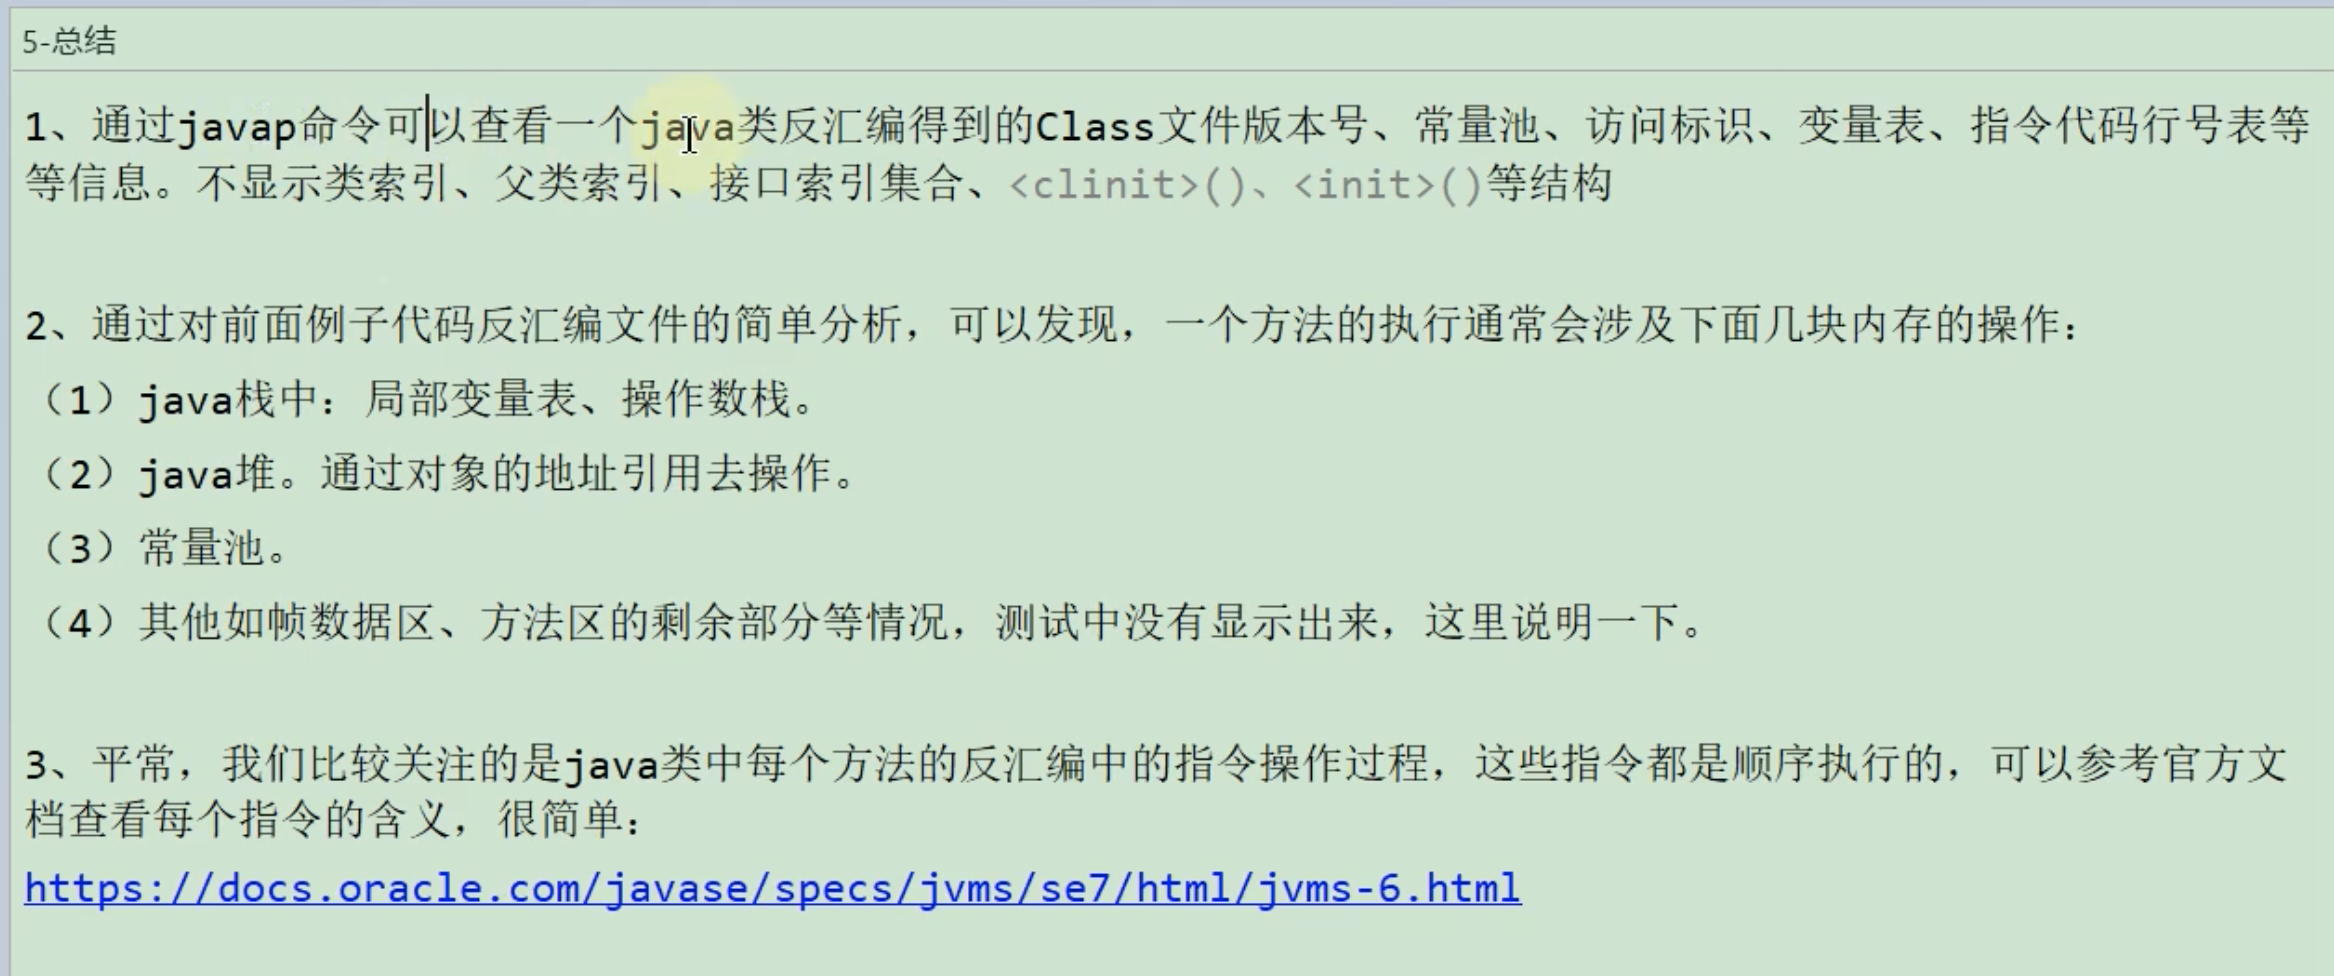 5-总结
1、通过javap命令可以查看一个java类反汇编得到的Class文件版本号、常量池、访问标识、变量表、指令代码行号表等
等信息。不显示类索引、父类索引、接口索引集合、<clinit>()、<init>()等结构
2、通过对前面例子代码反汇编文件的简单分析，可以发现，一个方法的执行通常会涉及下面几块内存的操作：
（1）java栈中：局部变量表、操作数栈。
（2）java堆。通过对象的地址引用去操作。
（3）常量池。
（4）其他如帧数据区、方法区的剩余部分等情况，测试中没有显示出来，这里说明一下。
3、平常，我们比较关注的是java类中每个方法的反汇编中的指令操作过程，这些指令都是顺序执行的，可以参考官方文
档查看每个指令的含义，很简单：
https://docs.oracle.com/javase/specs/jvms/se7/html/jvms-6.html